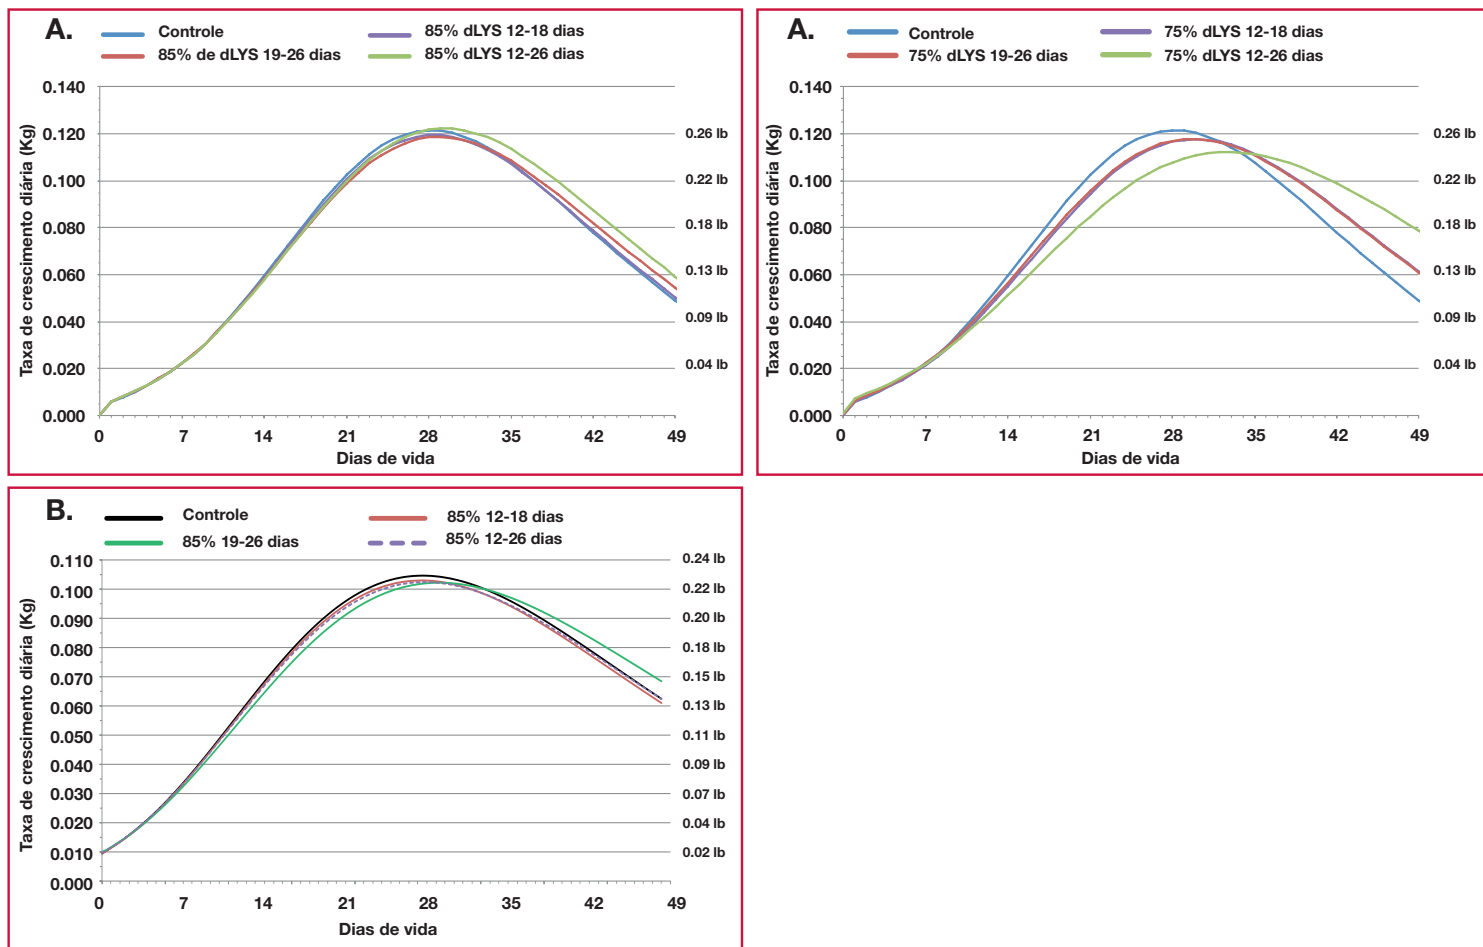 A.
Controle
85% dLYS 12-18 dias
85% de dLYS 19-26 dias
85% dLYS 12-26 dias
Taxa de crescimento diária (Kg)
0.140
0.120
0.100
0.080
0.060
0.040
0.020
0.000
0.26 lb
0.22 lb
0.18 lb
0.13 lb
0.09 lb
0.04 lb
0 7 14 21 28 35 42 49
Dias de vida
A.
Controle
75% dLYS 12-18 dias
75% dLYS 19-26 dias
75% dLYS 12-26 dias
Taxa de crescimento diária (Kg)
0.140
0.120
0.100
0.080
0.060
0.040
0.020
0.000
0.26 lb
0.22 lb
0.18 lb
0.13 lb
0.09 lb
0.04 lb
0 7 14 21 28 35 42 49
Dias de vida
B.
Controle
85% 12-18 dias
85% 19-26 dias
85% 12-26 dias
Taxa de crescimento diária (Kg)
0.110
0.100
0.090
0.080
0.070
0.060
0.050
0.040
0.030
0.020
0.010
0.000
0.24 lb
0.22 lb
0.20 lb
0.18 lb
0.15 lb
0.13 lb
0.11 lb
0.09 lb
0.07 lb
0.04 lb
0.02 lb
0 7 14 21 28 35 42 49
Dias de vida